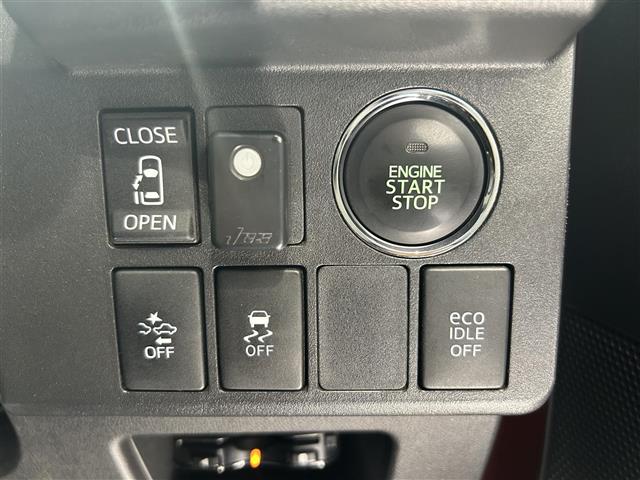 CLOSE
OPEN
ENGINE
START
STOP
OFF
OFF
eco
IDLE
OFF